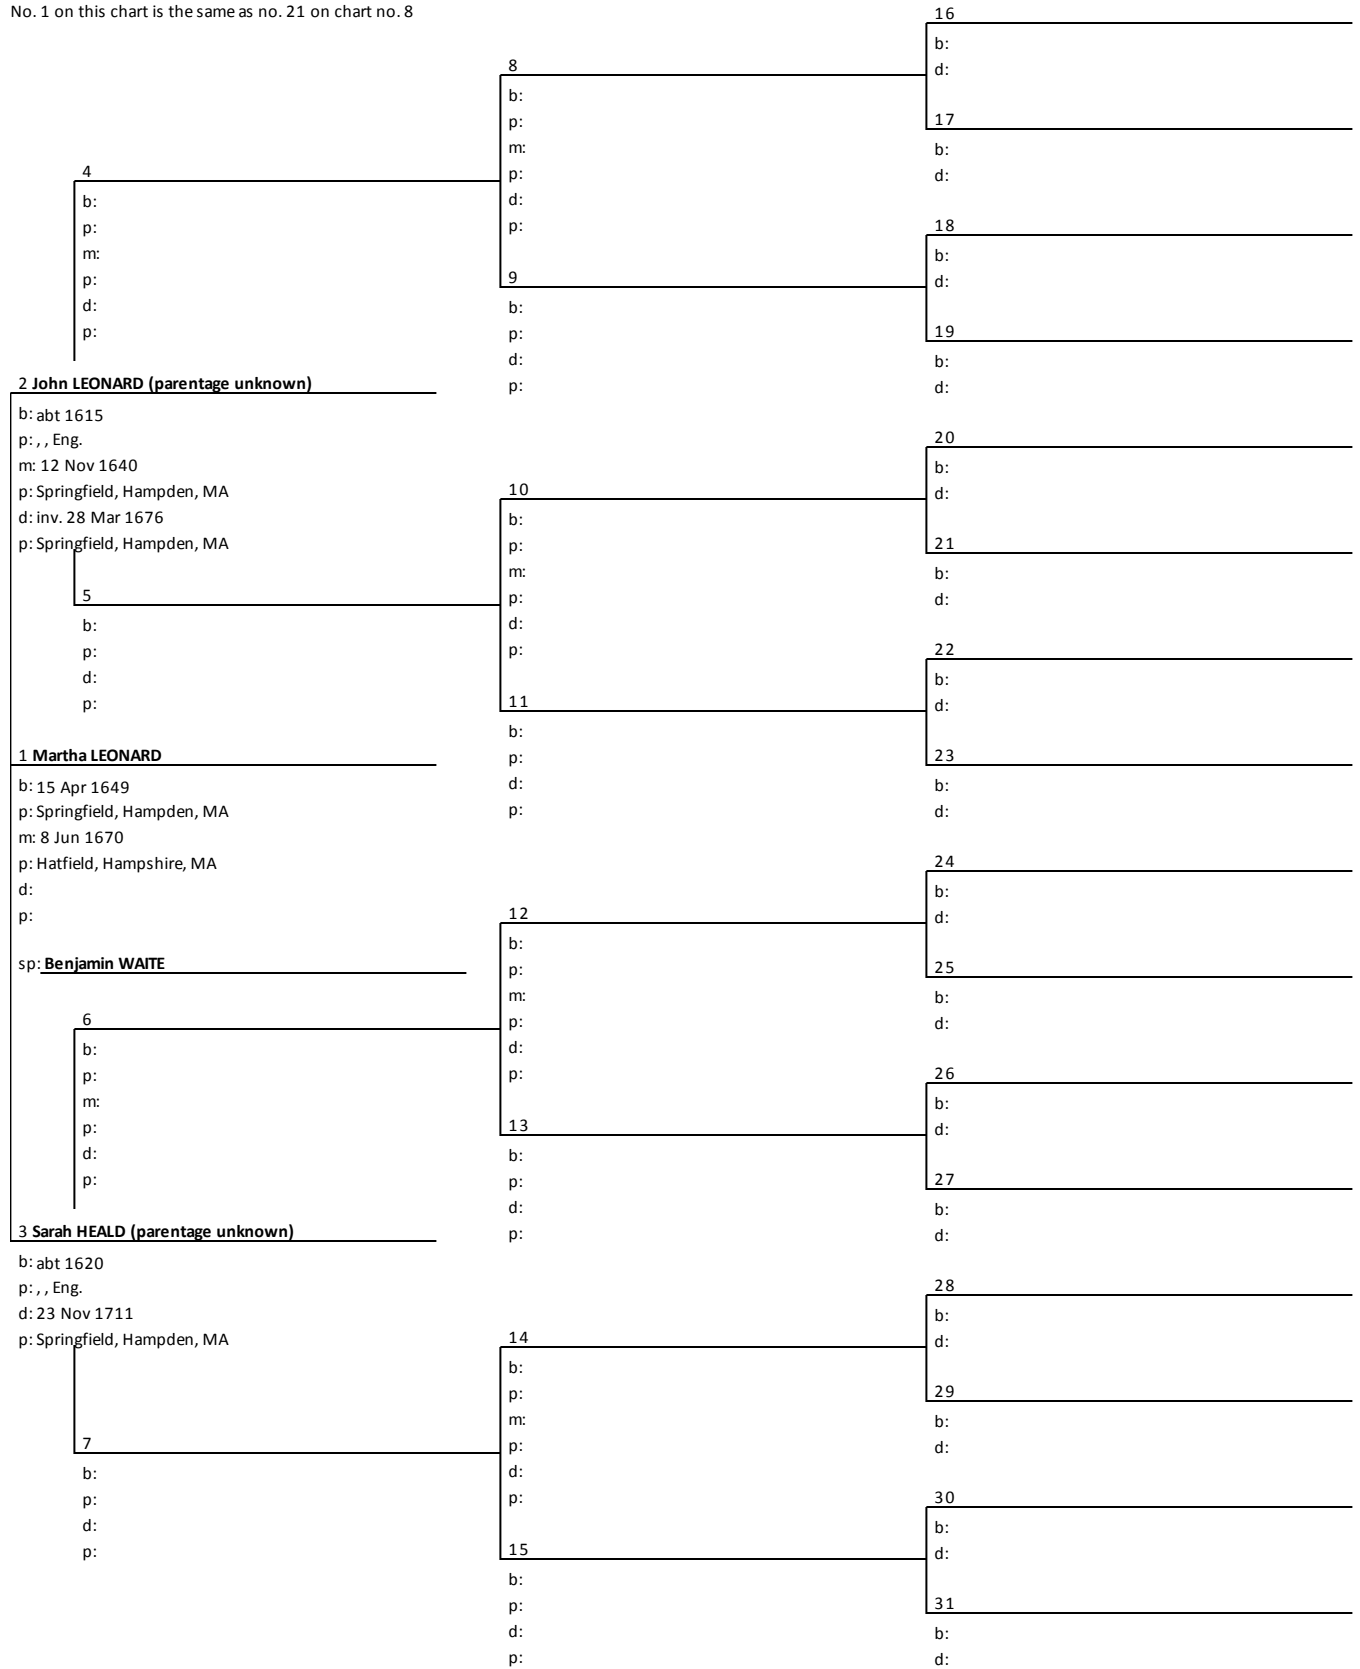 No. 1 on this chart is the same as no. 21 on chart no. 8
4
b:
p:
m:
p:
d:
p:
2 John LEONARD (parentage unknown)
b: abt 1615
p: , , Eng.
m: 12 Nov 1640
p: Springfield, Hampden, MA
d: inv. 28 Mar 1676
p: Springfield, Hampden, MA
5
b:
p:
d:
p:
1 Martha LEONARD
b: 15 Apr 1649
p: Springfield, Hampden, MA
m: 8 Jun 1670
p: Hatfield, Hampshire, MA
d:
p:
sp: Benjamin WAITE
6
b:
p:
m:
p:
d:
p:
3 Sarah HEALD (parentage unknown)
b: abt 1620
p: , , Eng.
d: 23 Nov 1711
p: Springfield, Hampden, MA
7
b:
p:
d:
p:
8
b:
p:
m:
p:
d:
p:
9
b:
p:
d:
p:
10
b:
p:
m:
p:
d:
p:
11
b:
p:
d:
p:
12
b:
p:
m:
p:
d:
p:
13
b:
p:
d:
p:
14
b:
p:
m:
p:
d:
p:
15
b:
p:
d:
p:
16
b:
d:
17
b:
d:
18
b:
d:
19
b:
d:
20
b:
d:
21
b:
d:
22
b:
d:
23
b:
d:
24
b:
d:
25
b:
d:
26
b:
d:
27
b:
d:
28
b:
d:
29
b:
d:
30
b:
d:
31
b:
d: